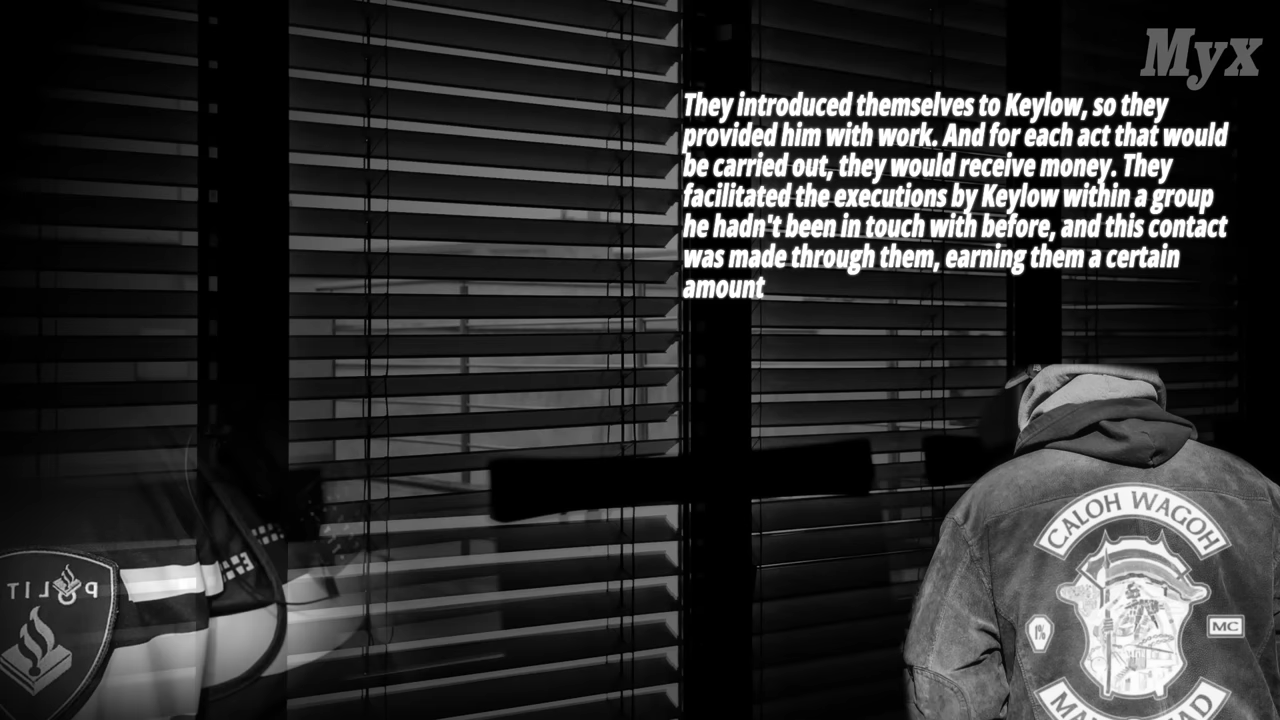 Myx
They introduced themselves to Keylow, so they
provided him with work. And for each act that would
be carried out, they would receive money. They
facilitated the executions by Keylow within a group
he hadn't been in touch with before, and this contact
was made through them, earning them a certain
amount
CALOH WAGOH
1%
MC